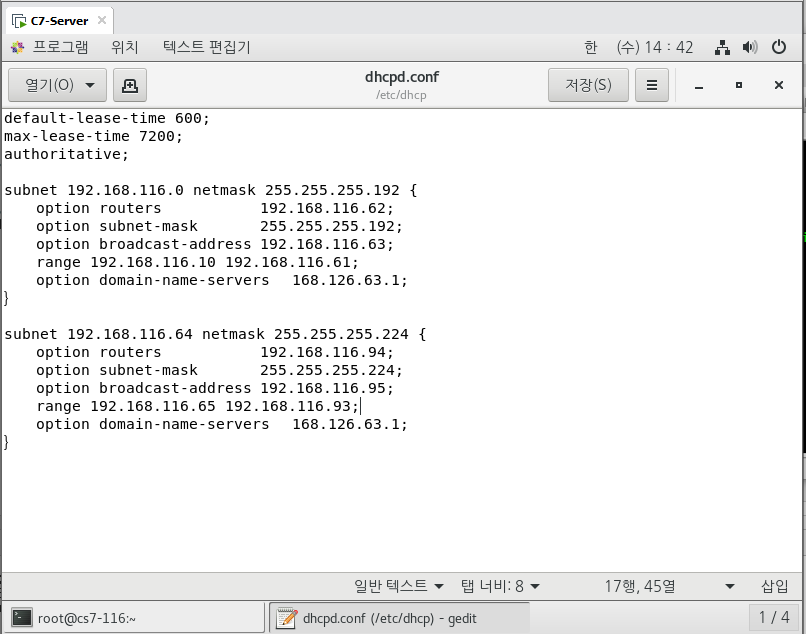 C7-Server
프로그램 위치 텍스트 편집기 한 (수) 14 : 42
열기(O) dhcpd.conf 저장(S)
/etc/dhcp
default-lease-time 600;
max-lease-time 7200;
authoritative;
subnet 192.168.116.0 netmask 255.255.255.192 {
option routers 192.168.116.62;
option subnet-mask 255.255.255.192;
option broadcast-address 192.168.116.63;
range 192.168.116.10 192.168.116.61;
option domain-name-servers 168.126.63.1;
}
subnet 192.168.116.64 netmask 255.255.255.224 {
option routers 192.168.116.94;
option subnet-mask 255.255.255.224;
option broadcast-address 192.168.116.95;
range 192.168.116.65 192.168.116.93;
option domain-name-servers 168.126.63.1;
}
일반 텍스트 탭 너비: 8 17행, 45열 삽입
root@cs7-116:~ dhcpd.conf (/etc/dhcp) - gedit 1 / 4